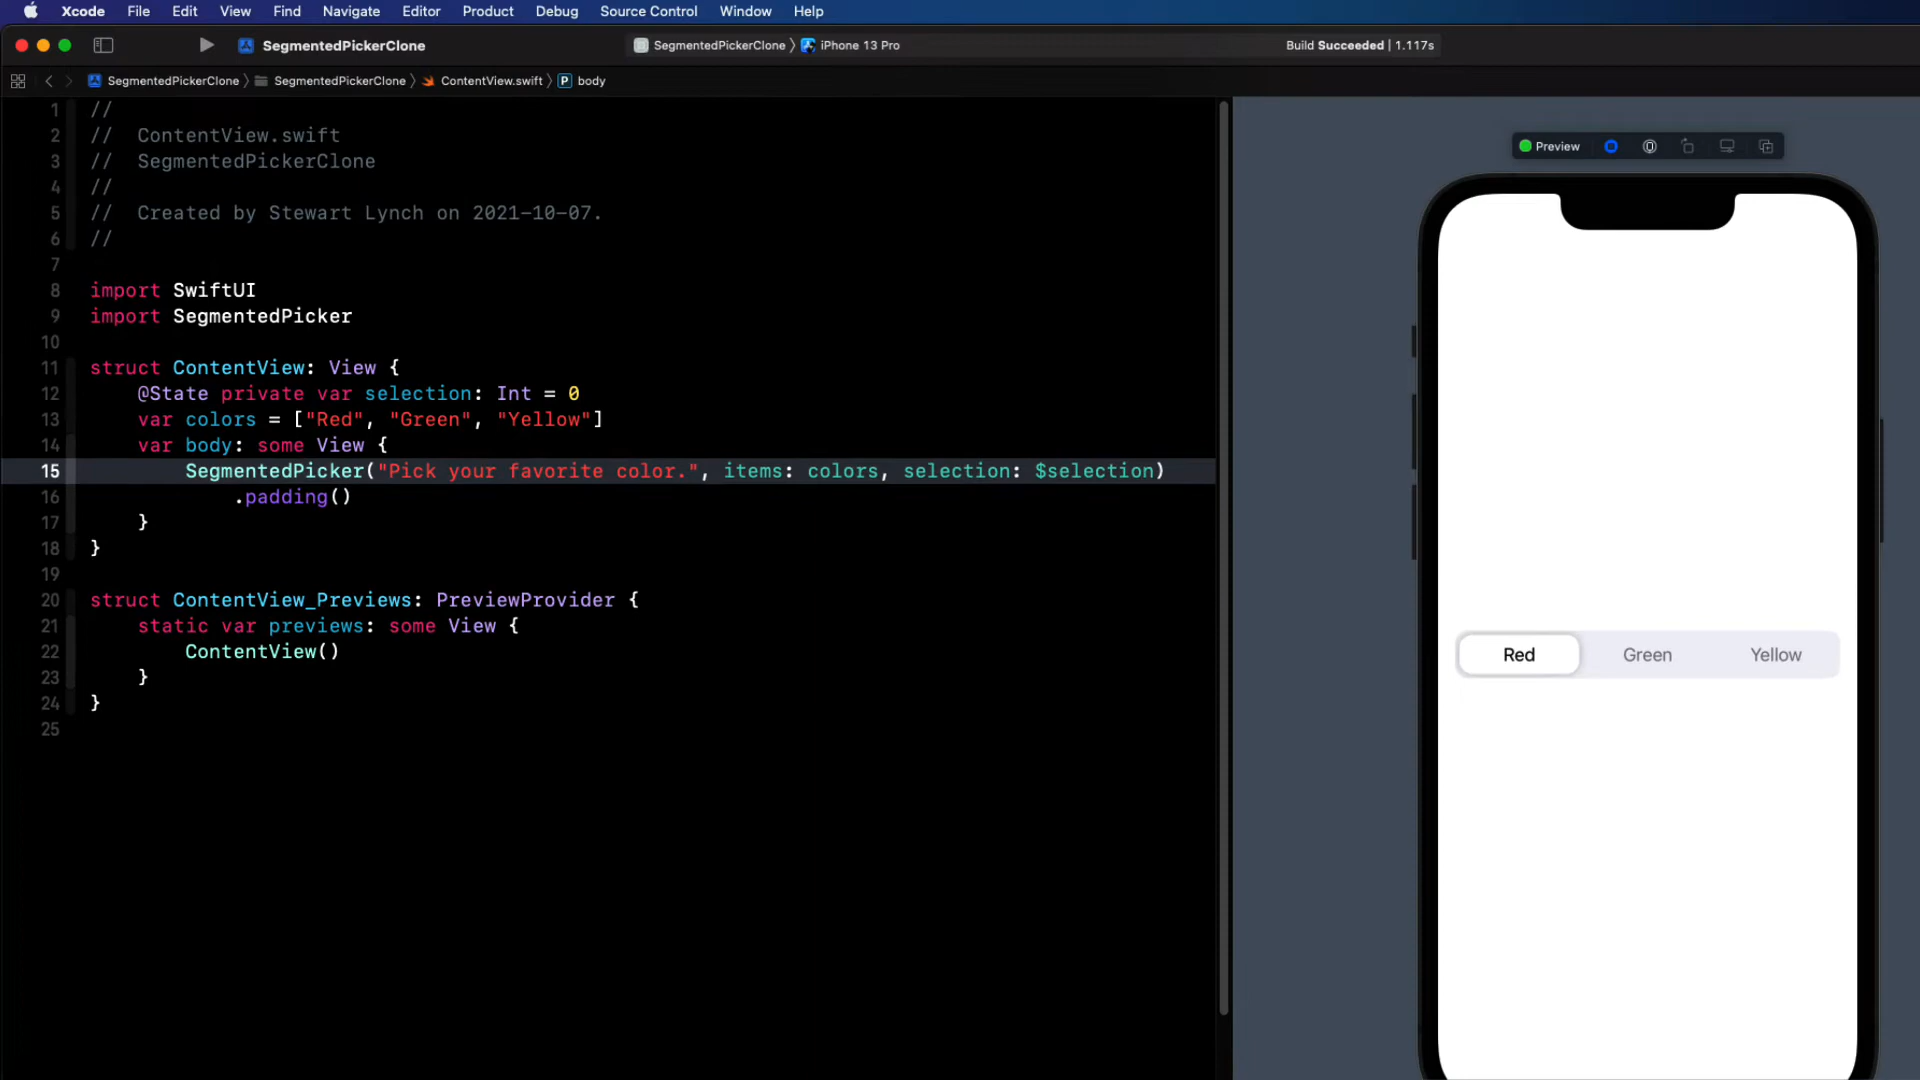 Xcode File Edit View Find Navigate Editor Product Debug Source Control Window Help
SegmentedPickerClone SegmentedPickerClone 〉 iPhone 13 Pro Build Succeeded | 1.117s
SegmentedPickerClone 〉 SegmentedPickerClone 〉 ContentView.swift 〉 P body
1 //
2 //  ContentView.swift
3 //  SegmentedPickerClone
4 //
5 //  Created by Stewart Lynch on 2021-10-07.
6 //
7
8 import SwiftUI
9 import SegmentedPicker
10
11 struct ContentView: View {
12     @State private var selection: Int = 0
13     var colors = ["Red", "Green", "Yellow"]
14     var body: some View {
15         SegmentedPicker("Pick your favorite color.", items: colors, selection: $selection)
16             .padding()
17     }
18 }
19
20 struct ContentView_Previews: PreviewProvider {
21     static var previews: some View {
22         ContentView()
23     }
24 }
25
Preview
Red Green Yellow